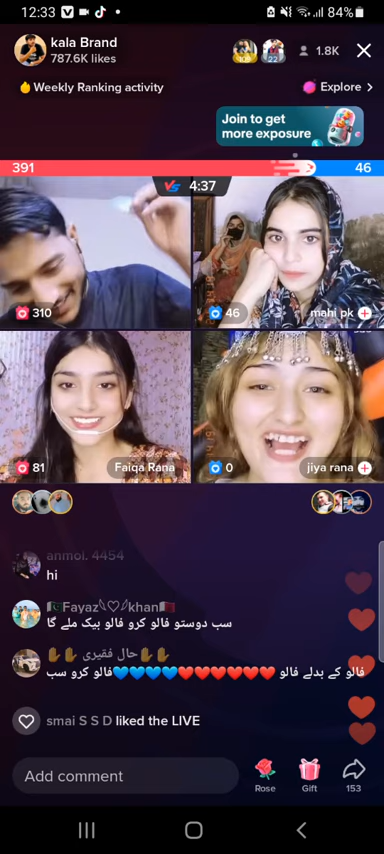 12:33
84%
kala Brand
787.6K likes
1.8K
Weekly Ranking activity
Explore >
Join to get
more exposure
391
VS 4:37
46
310
46
mahi pk
81
Faiqa Rana
0
jiya rana
anmol. 4454
hi
🇵🇰Fayaz♡khan🇶🇦
سب دوستو فالو کرو فالو بیک ملے گا
✋✋حال فقیری✋✋
فالو کے بدلے فالو ❤️❤️❤️❤️❤️❤️💙💙💙💙فالو کرو سب
smai S S D liked the LIVE
Add comment
Rose
Gift
153